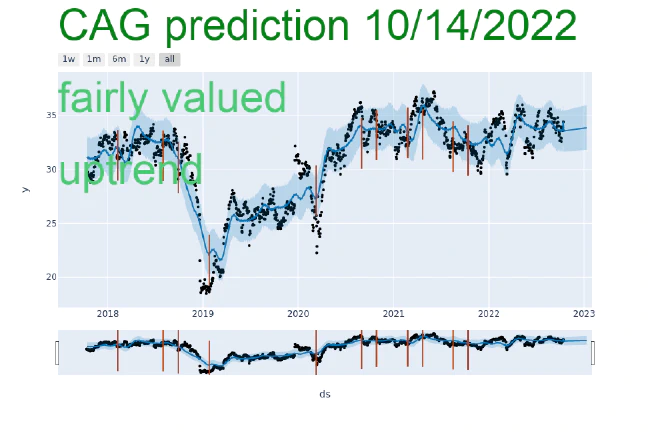 CAG prediction 10/14/2022
1w 1m 6m 1y all
fairly valued
uptrend
35
30
25
20
y
2018 2019 2020 2021 2022 2023
ds